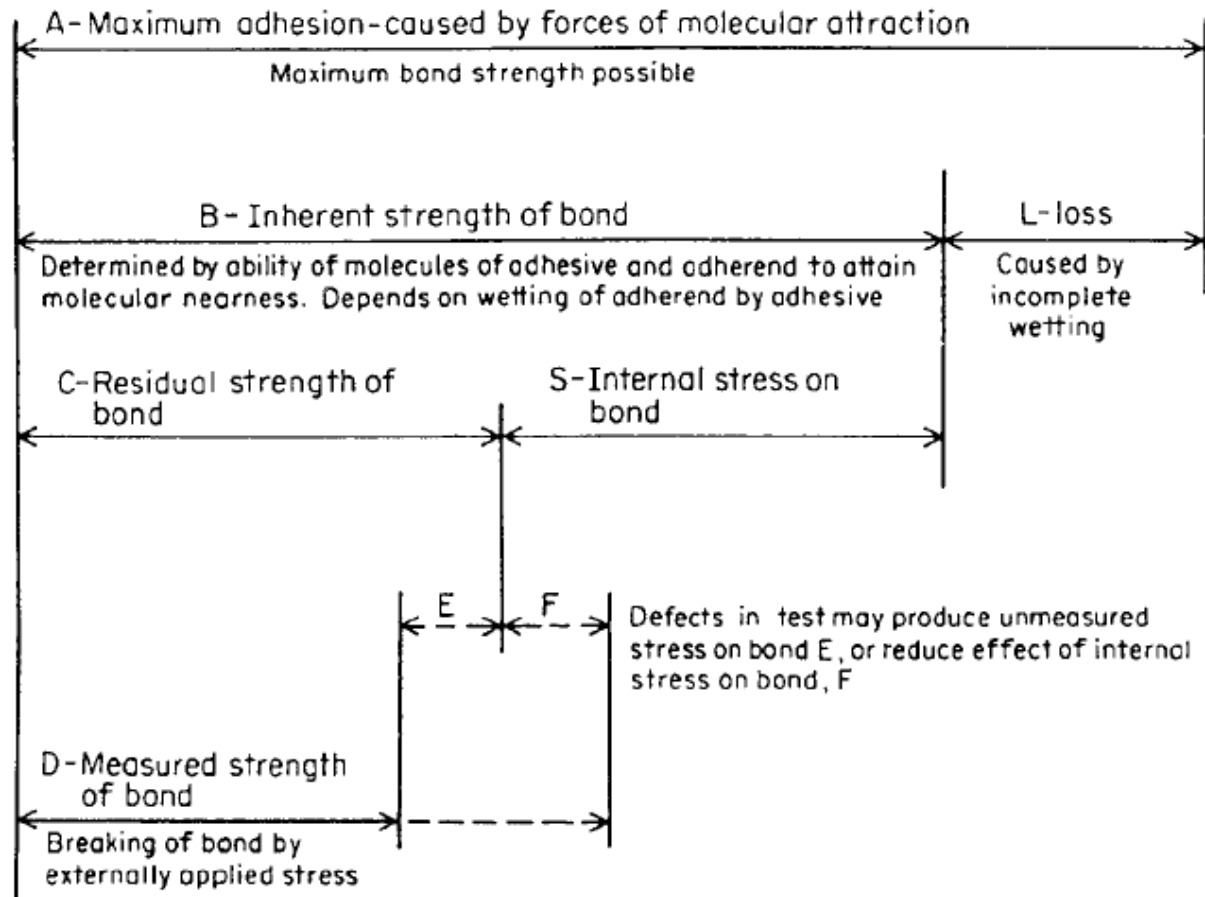 A-Maximum adhesion-caused by forces of molecular attraction
Maximum bond strength possible
B- Inherent strength of bond
L-loss
Determined by ability of molecules of adhesive and adherend to attain
molecular nearness. Depends on wetting of adherend by adhesive
Caused by
incomplete
wetting
C-Residual strength of
bond
S-Internal stress on
bond
E
F
Defects in test may produce unmeasured
stress on bond E, or reduce effect of internal
stress on bond, F
D-Measured strength
of bond
Breaking of bond by
externally applied stress